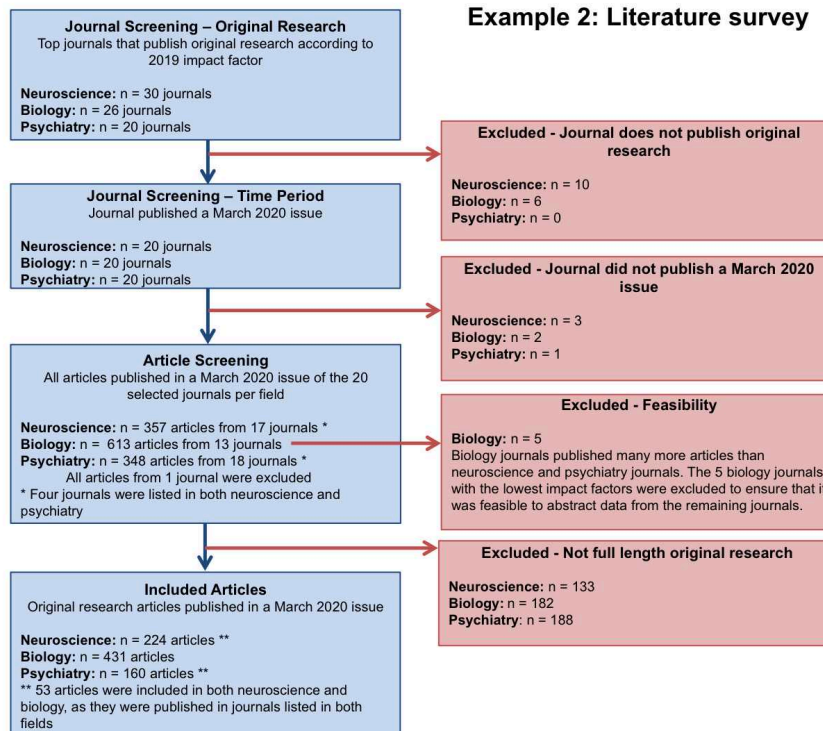 Example 2: Literature survey
Journal Screening – Original Research
Top journals that publish original research according to
2019 impact factor
Neuroscience: n = 30 journals
Biology: n = 26 journals
Psychiatry: n = 20 journals
Excluded - Journal does not publish original
research
Neuroscience: n = 10
Biology: n = 6
Psychiatry: n = 0
Journal Screening – Time Period
Journal published a March 2020 issue
Neuroscience: n = 20 journals
Biology: n = 20 journals
Psychiatry: n = 20 journals
Excluded - Journal did not publish a March 2020
issue
Neuroscience: n = 3
Biology: n = 2
Psychiatry: n = 1
Article Screening
All articles published in a March 2020 issue of the 20
selected journals per field
Neuroscience: n = 357 articles from 17 journals *
Biology: n = 613 articles from 13 journals
Psychiatry: n = 348 articles from 18 journals *
All articles from 1 journal were excluded
* Four journals were listed in both neuroscience and
psychiatry
Excluded - Feasibility
Biology: n = 5
Biology journals published many more articles than
neuroscience and psychiatry journals. The 5 biology journals
with the lowest impact factors were excluded to ensure that
was feasible to abstract data from the remaining journals.
Excluded - Not full length original research
Neuroscience: n = 133
Biology: n = 182
Psychiatry: n = 188
Included Articles
Original research articles published in a March 2020 issue
Neuroscience: n = 224 articles **
Biology: n = 431 articles
Psychiatry: n = 160 articles **
** 53 articles were included in both neuroscience and
biology, as they were published in journals listed in both
fields